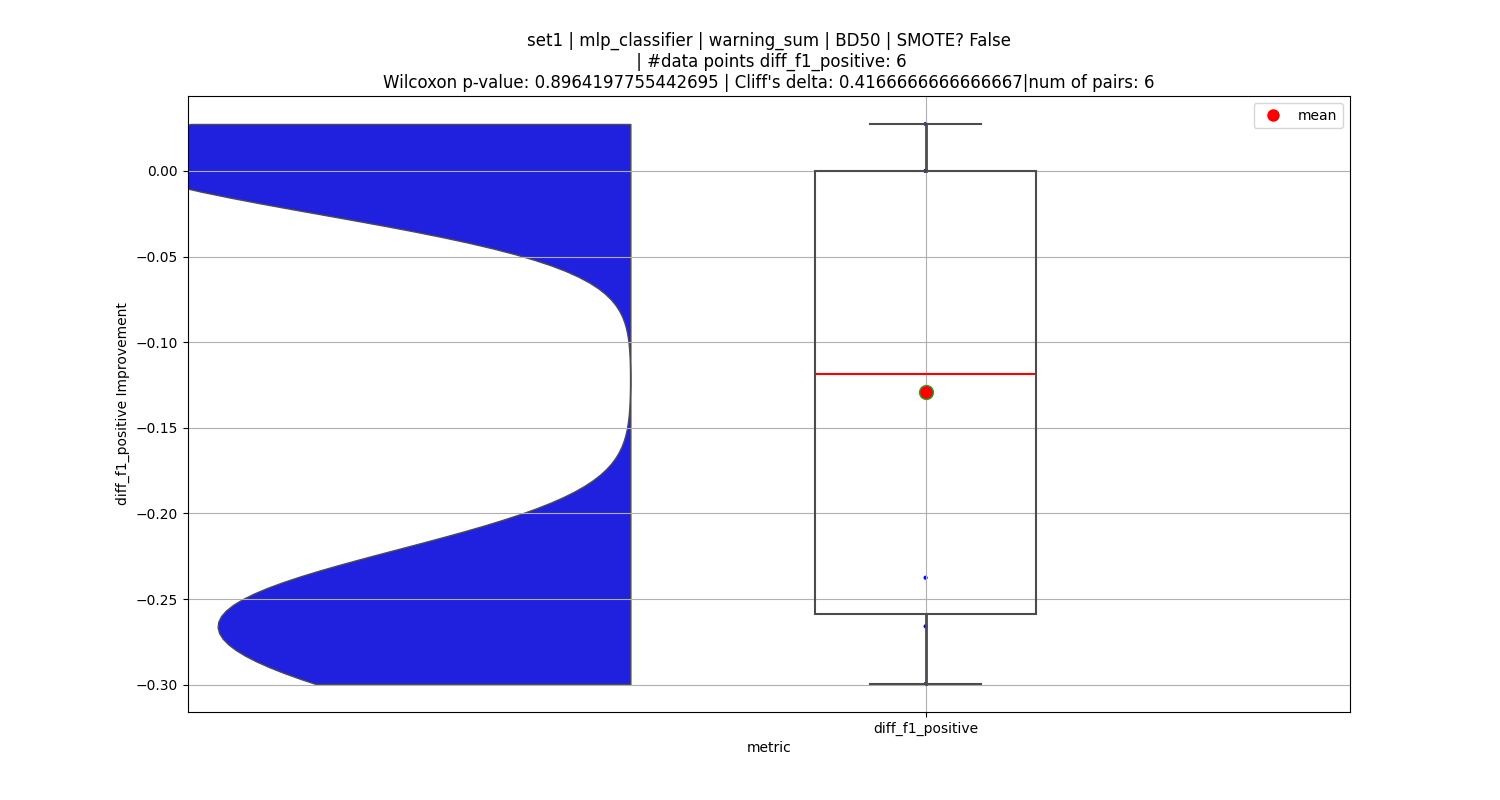 set1 | mlp_classifier | warning_sum | BD50 | SMOTE? False
| #data points diff_f1_positive: 6
Wilcoxon p-value: 0.8964197755442695 | Cliff's delta: 0.4166666666666667|num of pairs: 6
mean
0.00
−0.05
−0.10
−0.15
−0.20
−0.25
−0.30
diff_f1_positive Improvement
diff_f1_positive
metric